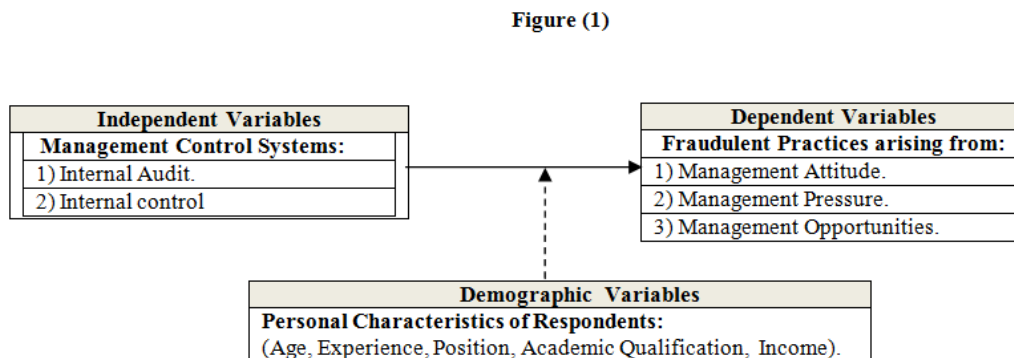 Figure (1)
Independent Variables
Management Control Systems:
1) Internal Audit.
2) Internal control
Dependent Variables
Fraudulent Practices arising from:
1) Management Attitude.
2) Management Pressure.
3) Management Opportunities.
Demographic Variables
Personal Characteristics of Respondents:
(Age, Experience, Position, Academic Qualification, Income).